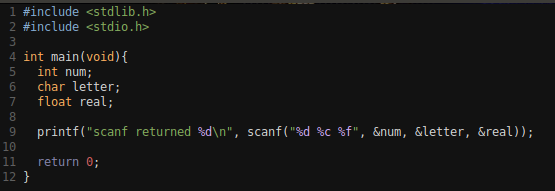 1 #include <stdlib.h>
2 #include <stdio.h>
3
4 int main(void){
5   int num;
6   char letter;
7   float real;
8
9   printf("scanf returned %d\n", scanf("%d %c %f", &num, &letter, &real));
10
11   return 0;
12 }